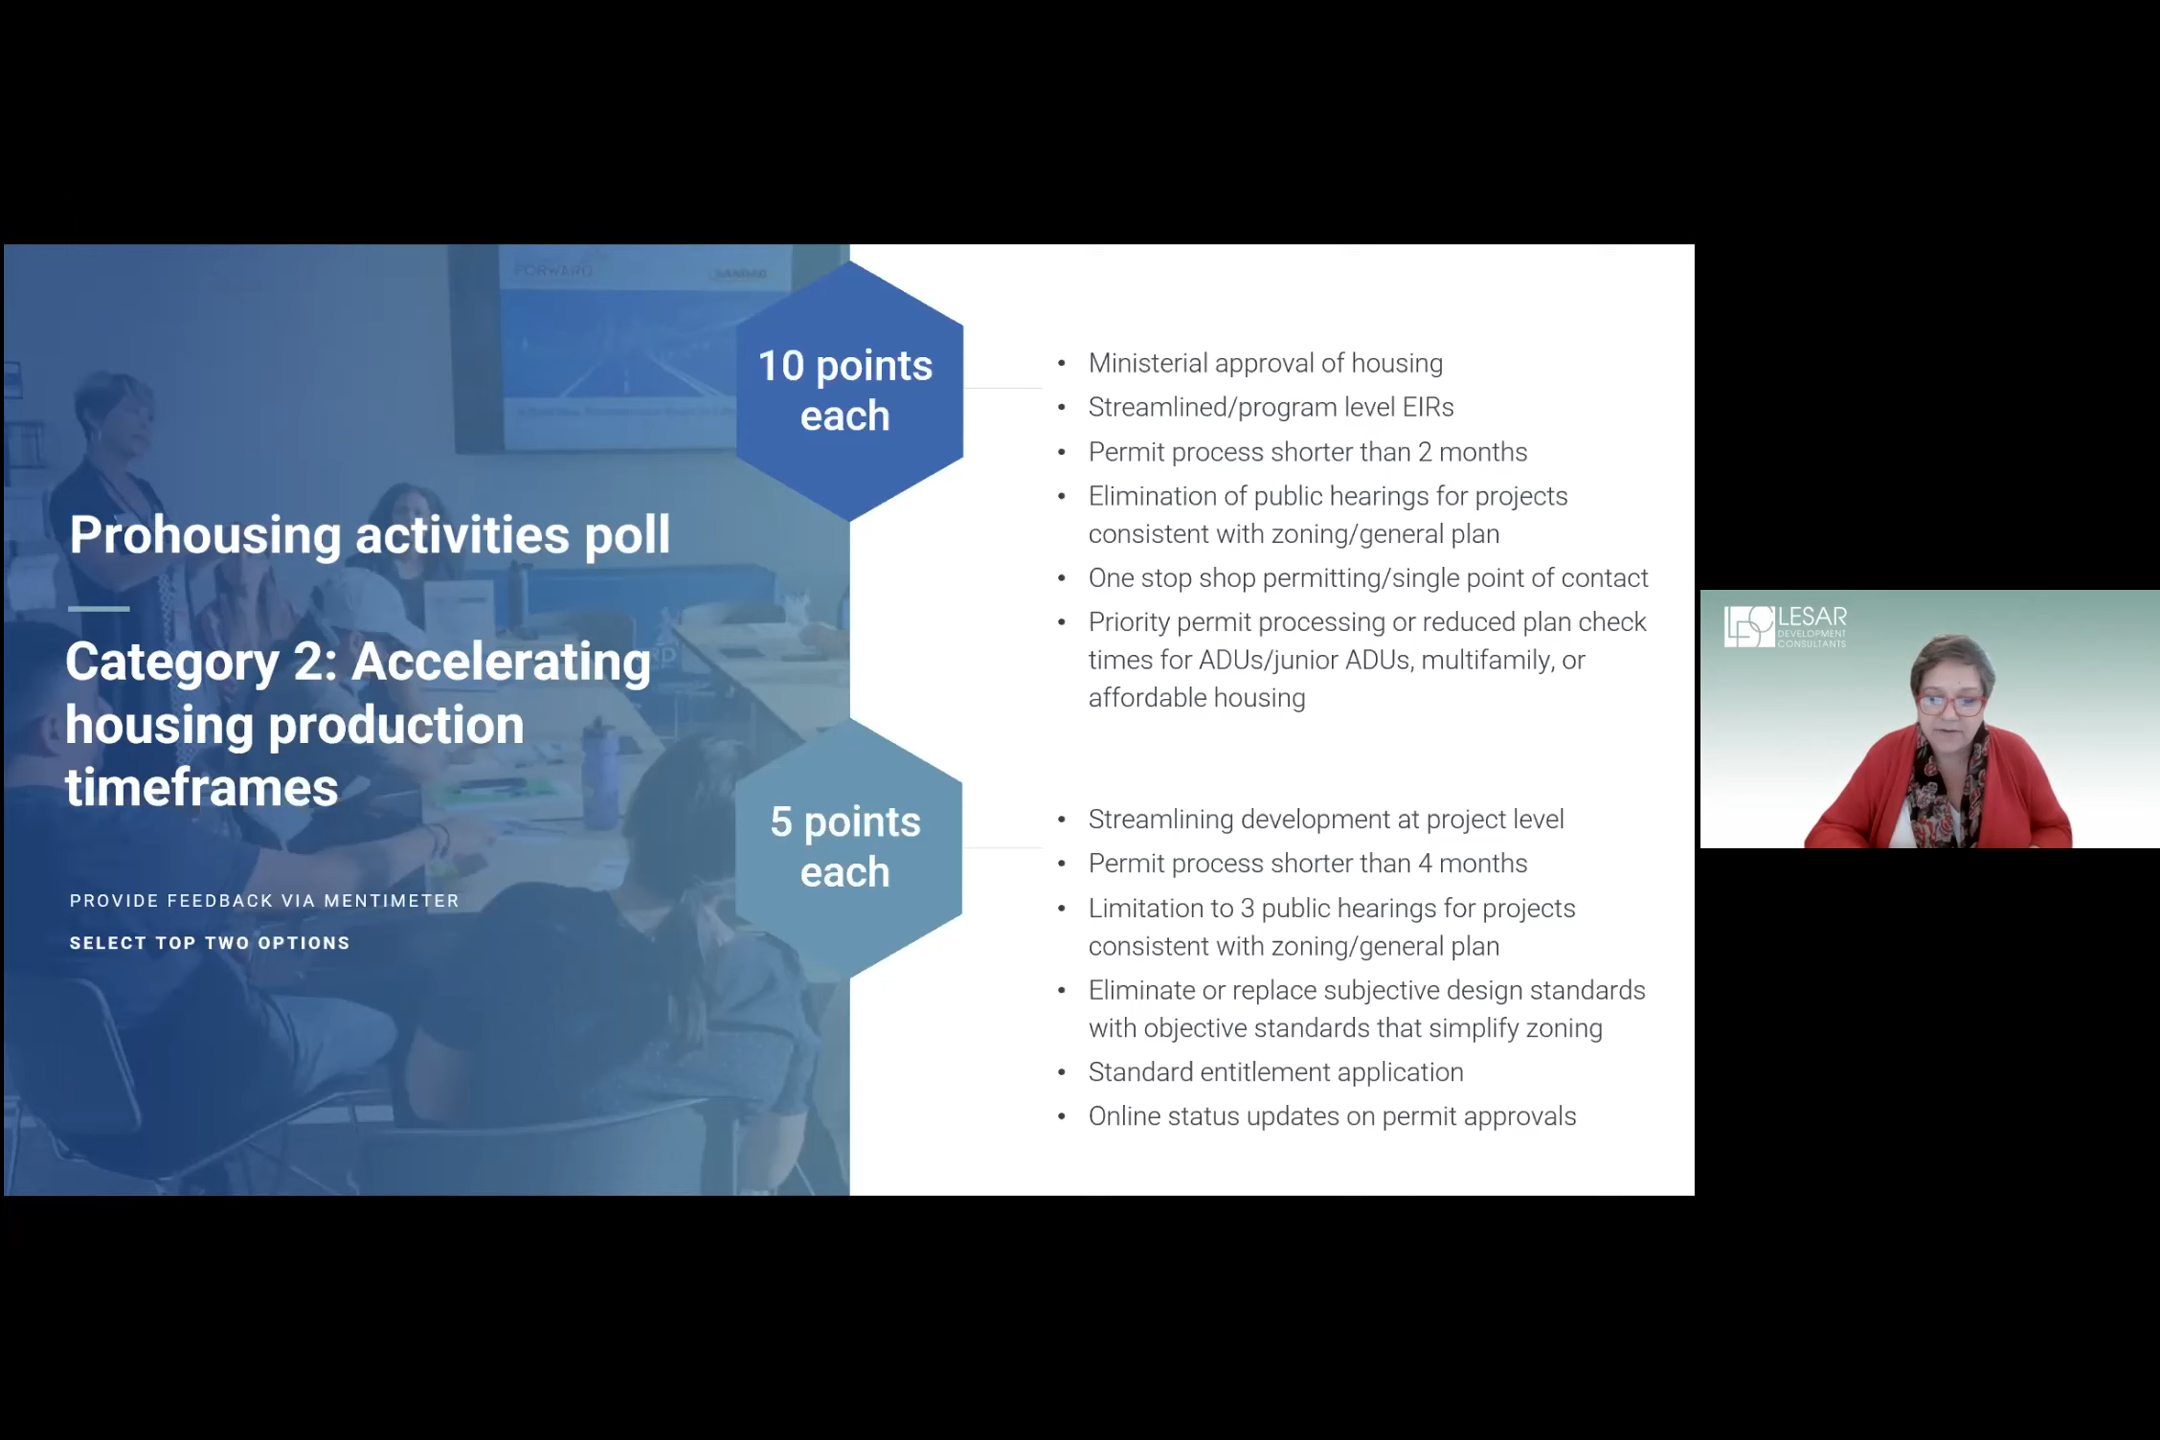 Prohousing activities poll
Category 2: Accelerating
housing production
timeframes
PROVIDE FEEDBACK VIA MENTIMETER
SELECT TOP TWO OPTIONS
10 points
each
• Ministerial approval of housing
• Streamlined/program level EIRs
• Permit process shorter than 2 months
• Elimination of public hearings for projects
consistent with zoning/general plan
• One stop shop permitting/single point of contact
• Priority permit processing or reduced plan check
times for ADUs/junior ADUs, multifamily, or
affordable housing
5 points
each
• Streamlining development at project level
• Permit process shorter than 4 months
• Limitation to 3 public hearings for projects
consistent with zoning/general plan
• Eliminate or replace subjective design standards
with objective standards that simplify zoning
• Standard entitlement application
• Online status updates on permit approvals
FORWARD
SANDAG
LDC
LESAR
DEVELOPMENT
CONSULTANTS